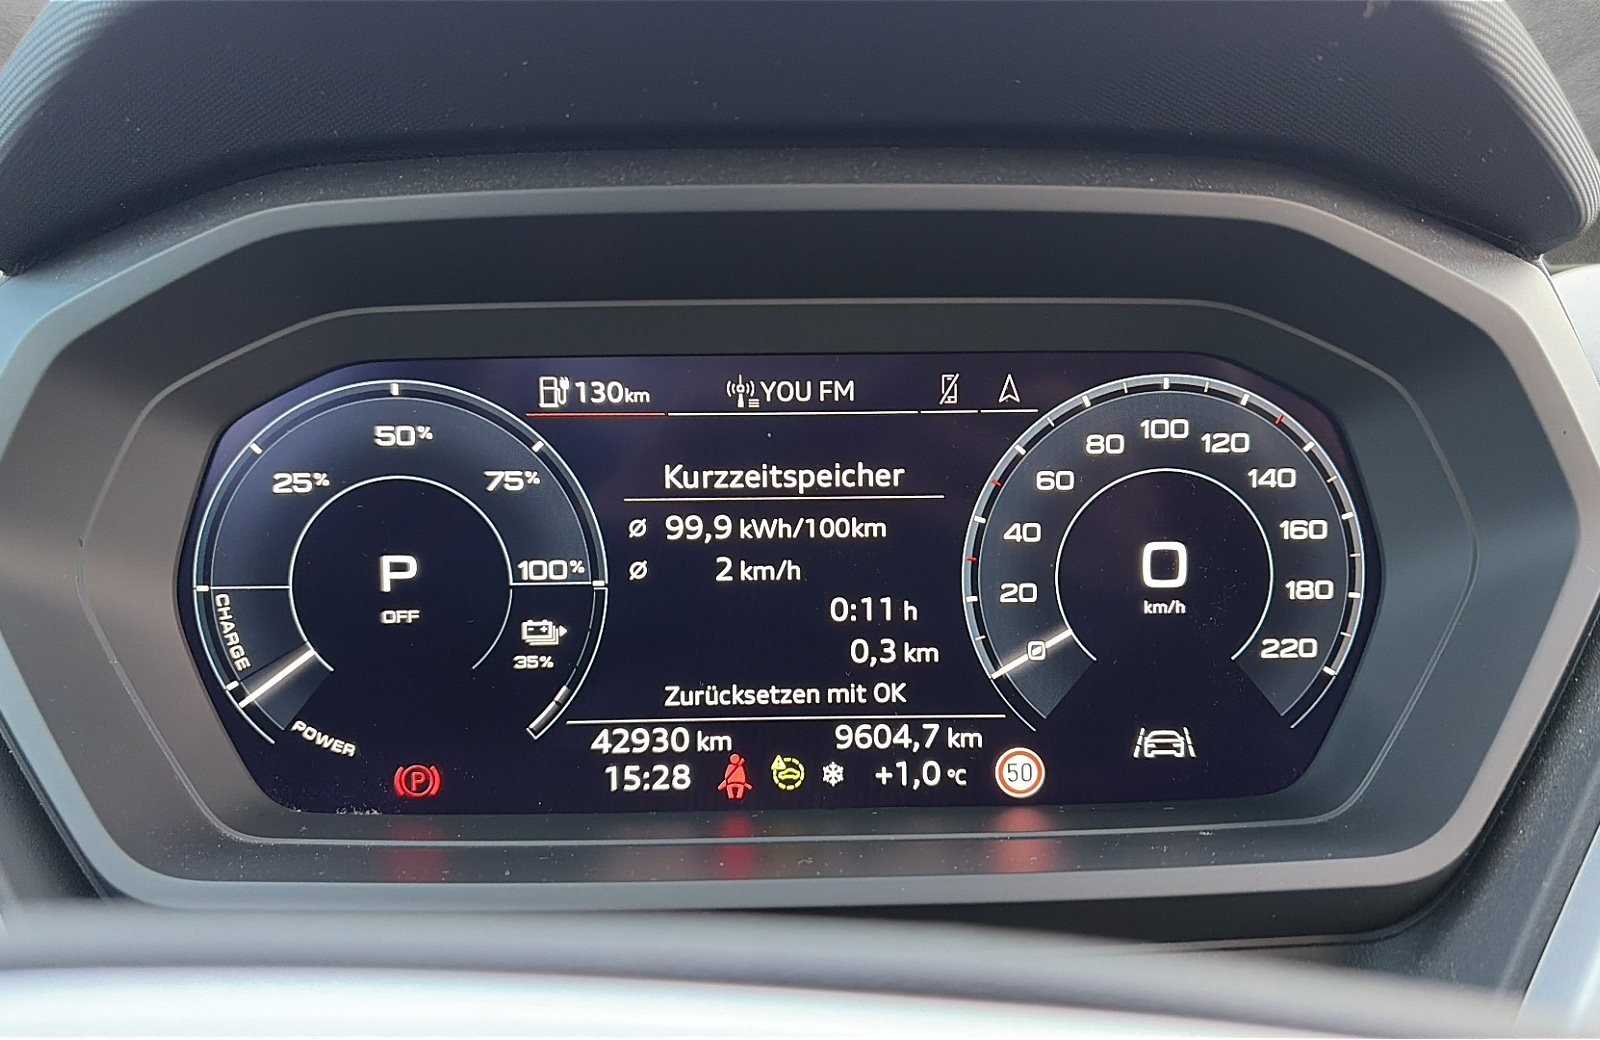 130km
YOU FM
25%
50%
75%
100%
CHARGE
POWER
P
OFF
35%
Kurzzeitspeicher
Ø 99,9 kWh/100km
Ø 2 km/h
0:11 h
0,3 km
Zurücksetzen mit OK
42930 km
9604,7 km
15:28
+1,0 °C
50
P
20
40
60
80
100
120
140
160
180
220
0
km/h